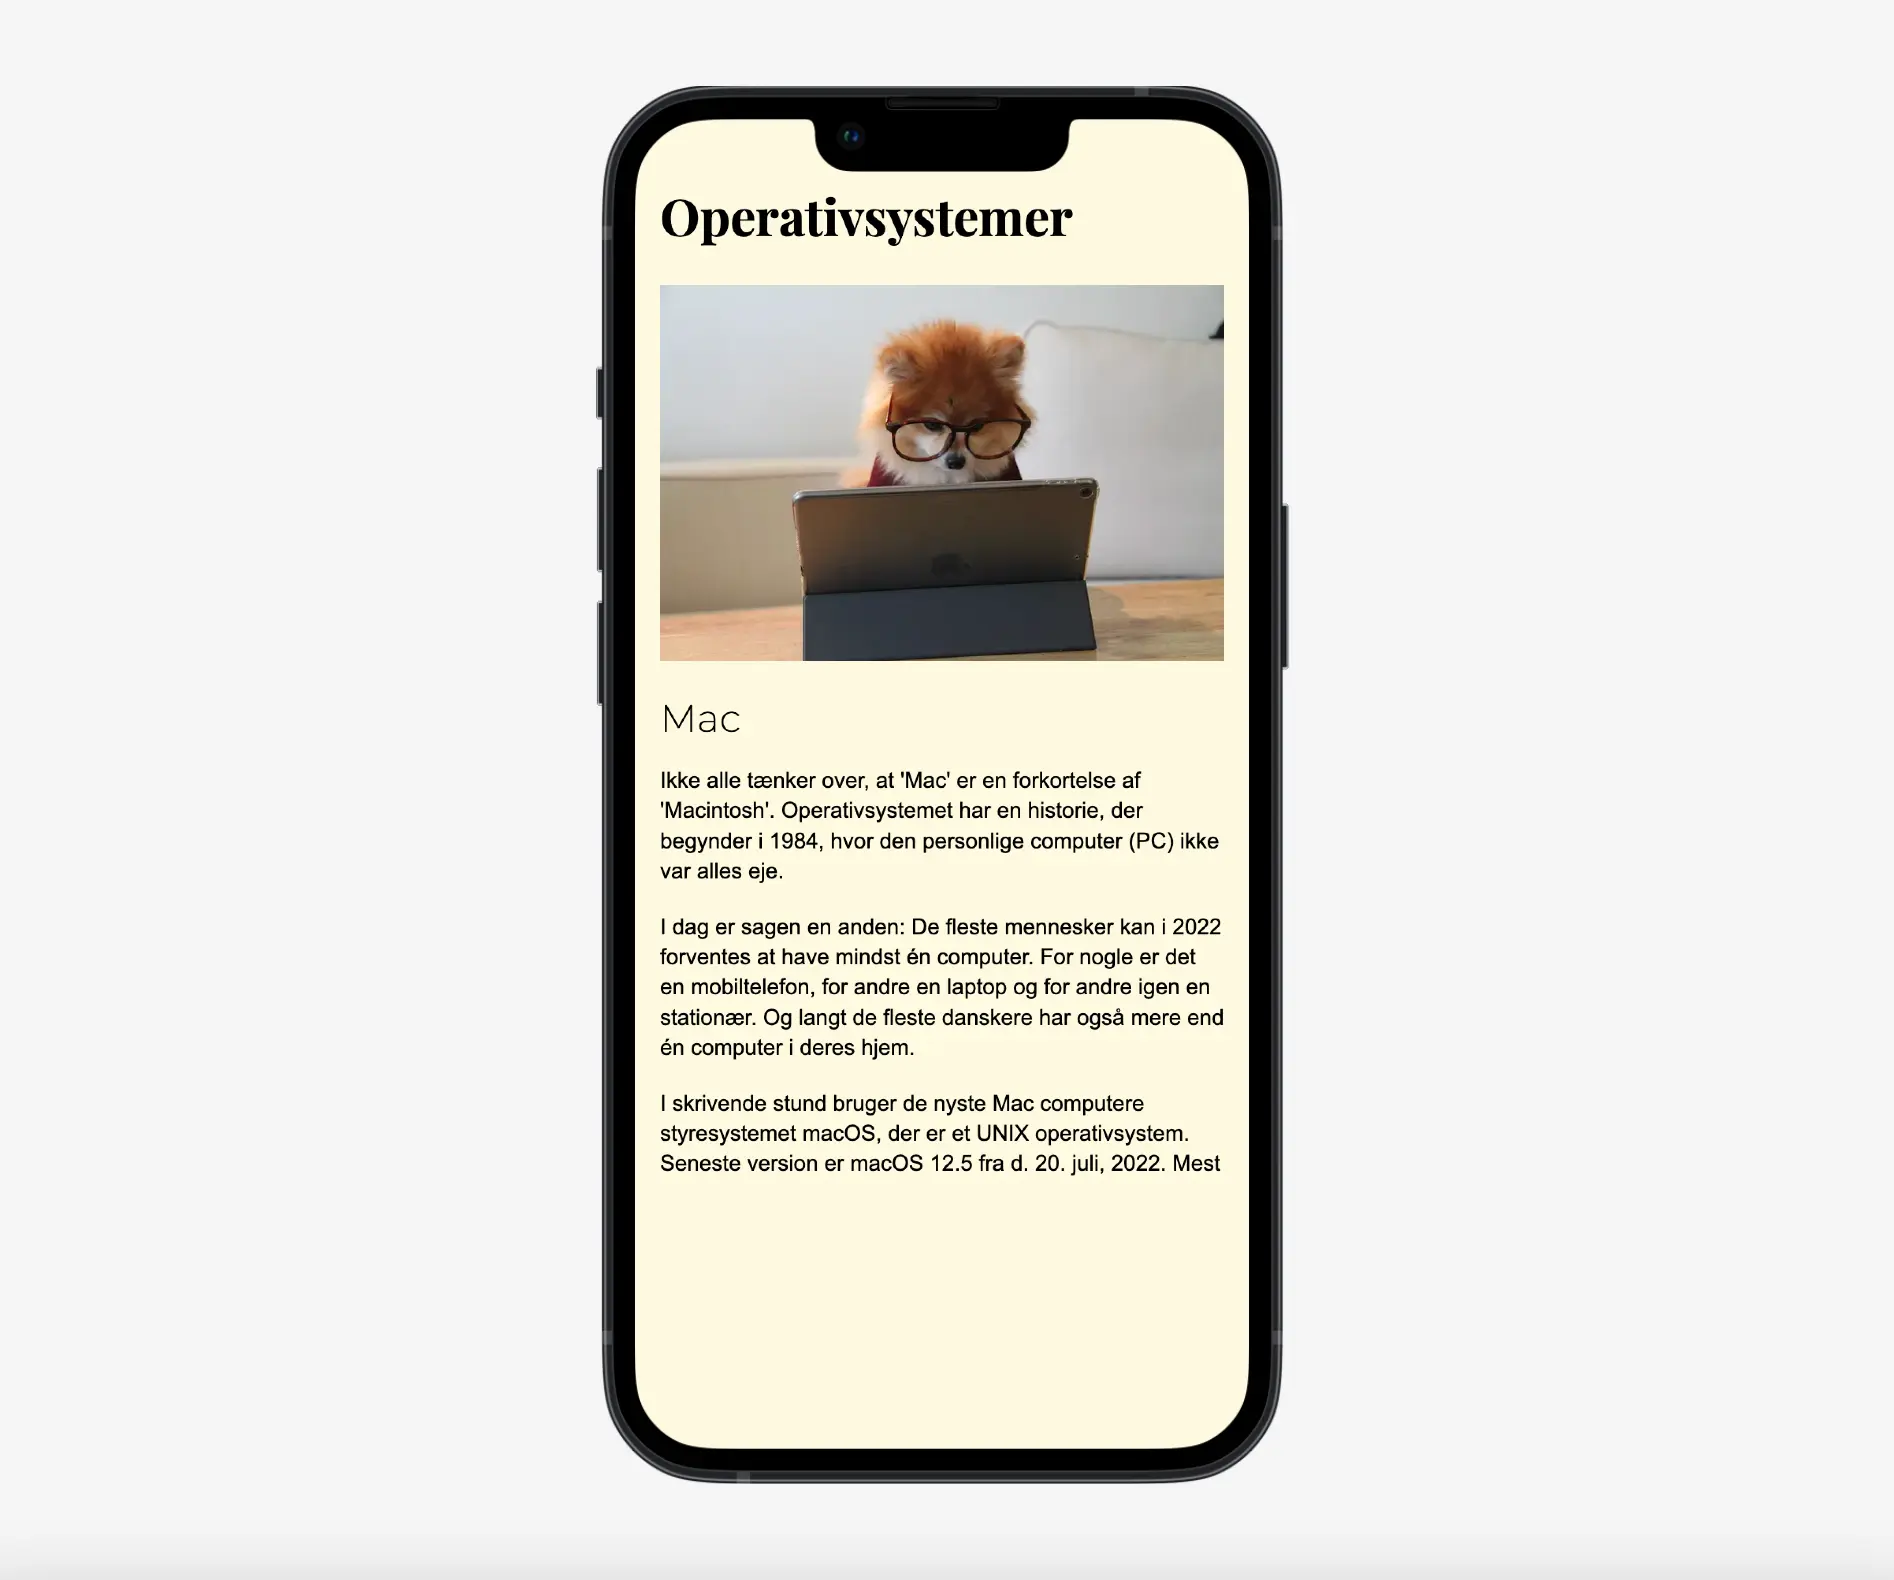 Operativsystemer
Mac
Ikke alle tænker over, at 'Mac' er en forkortelse af
'Macintosh'. Operativsystemet har en historie, der
begynder i 1984, hvor den personlige computer (PC) ikke
var alles eje.
I dag er sagen en anden: De fleste mennesker kan i 2022
forventes at have mindst én computer. For nogle er det
en mobiltelefon, for andre en laptop og for andre igen en
stationær. Og langt de fleste danskere har også mere end
én computer i deres hjem.
I skrivende stund bruger de nyste Mac computere
styresystemet macOS, der er et UNIX operativsystem.
Seneste version er macOS 12.5 fra d. 20. juli, 2022. Mest